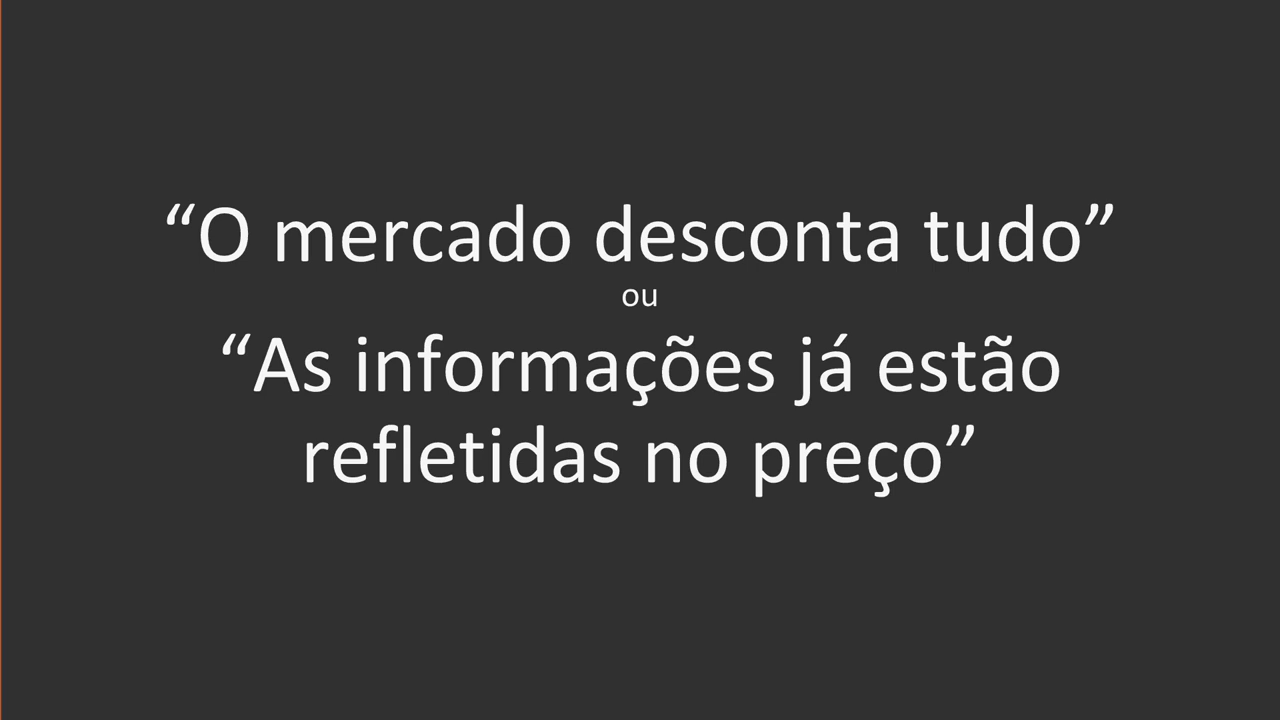 “O mercado desconta tudo”
ou
“As informações já estão
refletidas no preço”